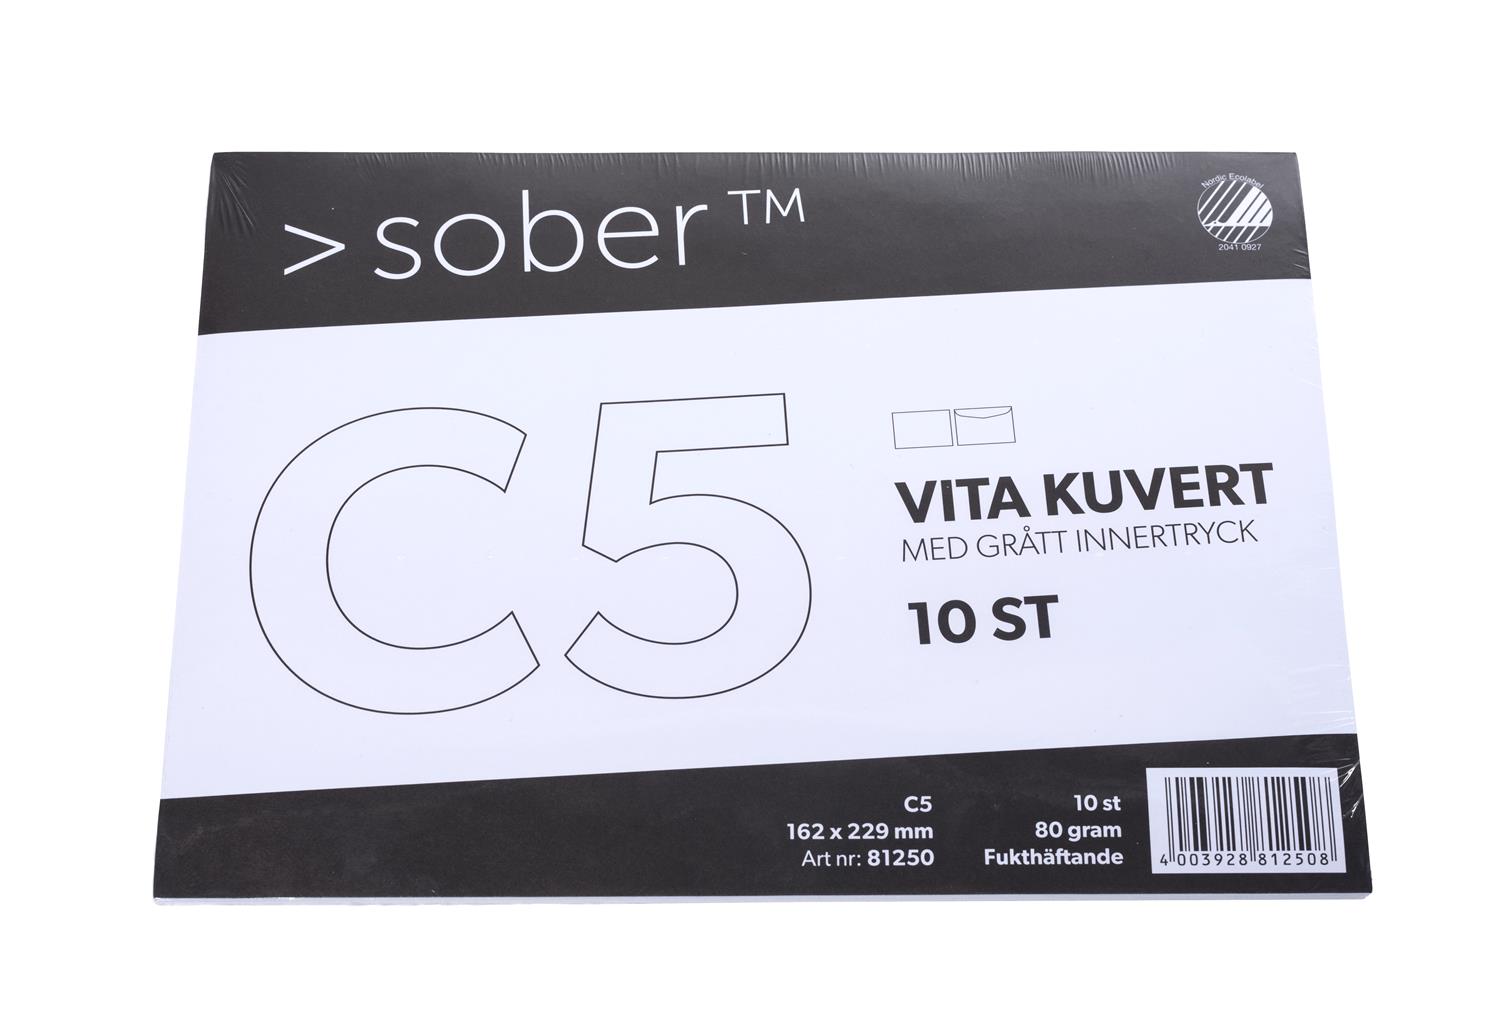 >sober™
Nordic Ecolabel
2041 0927
C5
VITA KUVERT
MED GRÅTT INNERTRYCK
10 ST
C5
162 x 229 mm
Art nr: 81250
10 st
80 gram
Fukthäftande
4 003928 812508